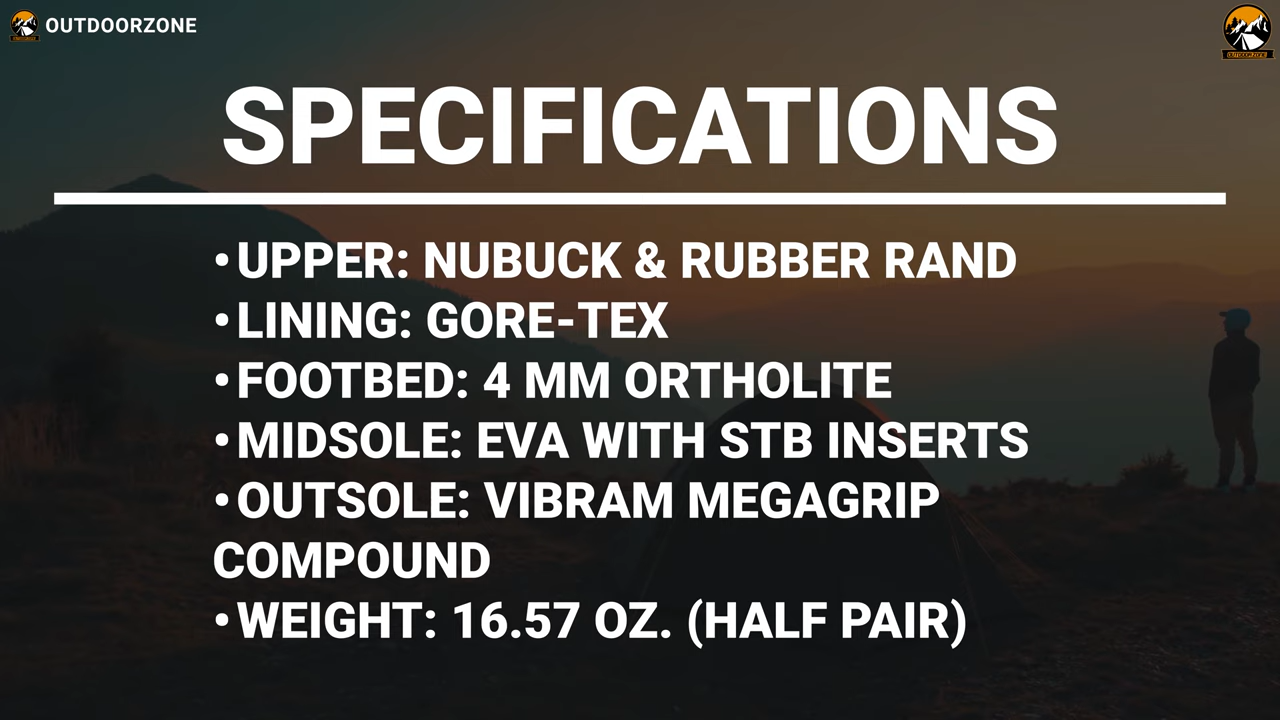 OUTDOORZONE
OUTDOORZONE
SPECIFICATIONS
•UPPER: NUBUCK & RUBBER RAND
•LINING: GORE-TEX
•FOOTBED: 4 MM ORTHOLITE
•MIDSOLE: EVA WITH STB INSERTS
•OUTSOLE: VIBRAM MEGAGRIP
COMPOUND
•WEIGHT: 16.57 OZ. (HALF PAIR)